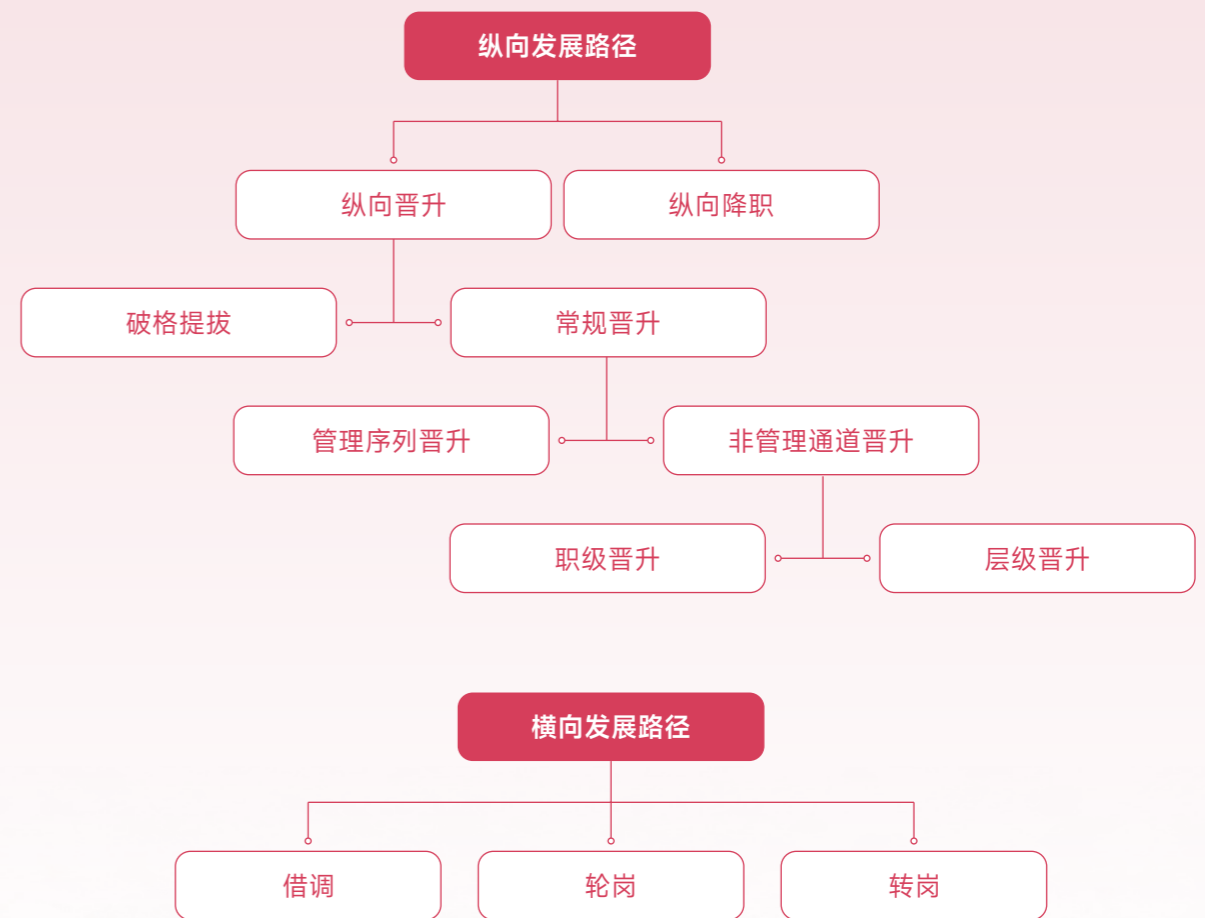 纵向发展路径
纵向晋升
纵向降职
破格提拔
常规晋升
管理序列晋升
非管理通道晋升
职级晋升
层级晋升
横向发展路径
借调
轮岗
转岗